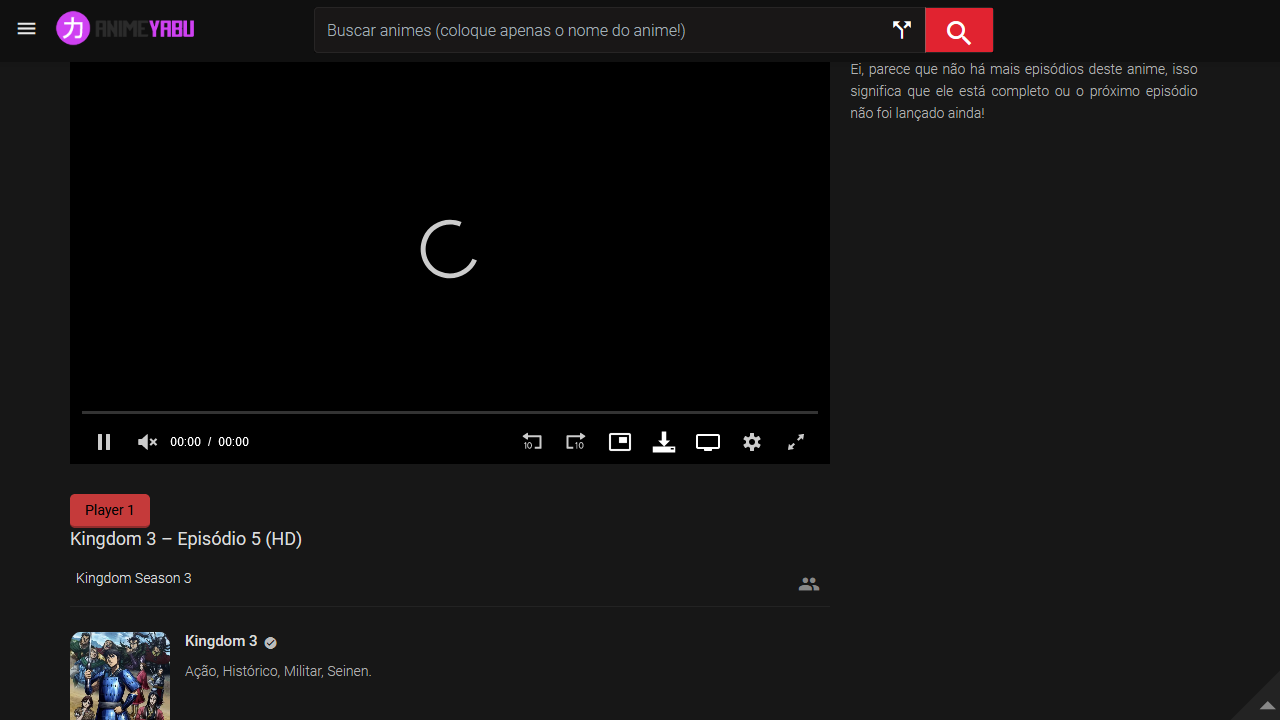 力 ANIMEYABU
Buscar animes (coloque apenas o nome do anime!)
Ei, parece que não há mais episódios deste anime, isso
significa que ele está completo ou o próximo episódio
não foi lançado ainda!
00:00 / 00:00
10
10
Player 1
Kingdom 3 – Episódio 5 (HD)
Kingdom Season 3
Kingdom 3
Ação, Histórico, Militar, Seinen.